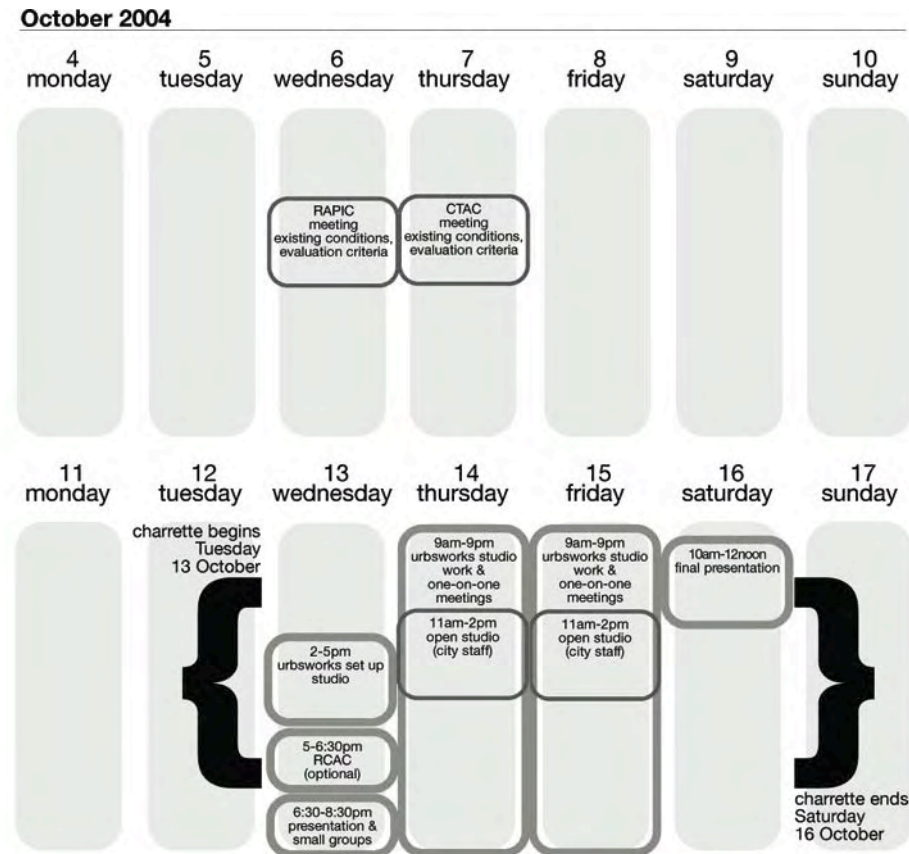 October 2004
4
monday
5
tuesday
6
wednesday
7
thursday
8
friday
9
saturday
10
sunday
RAPIC
meeting
existing conditions,
evaluation criteria
CTAC
meeting
existing conditions,
evaluation criteria
11
monday
12
tuesday
13
wednesday
14
thursday
15
friday
16
saturday
17
sunday
charrette begins
Tuesday
13 October
2-5pm
urbsworks set up
studio
5-6:30pm
RCAC
(optional)
6:30-8:30pm
presentation &
small groups
9am-9pm
urbsworks studio
work &
one-on-one
meetings
11am-2pm
open studio
(city staff)
9am-9pm
urbsworks studio
work &
one-on-one
meetings
11am-2pm
open studio
(city staff)
10am-12noon
final presentation
charrette ends
Saturday
16 October